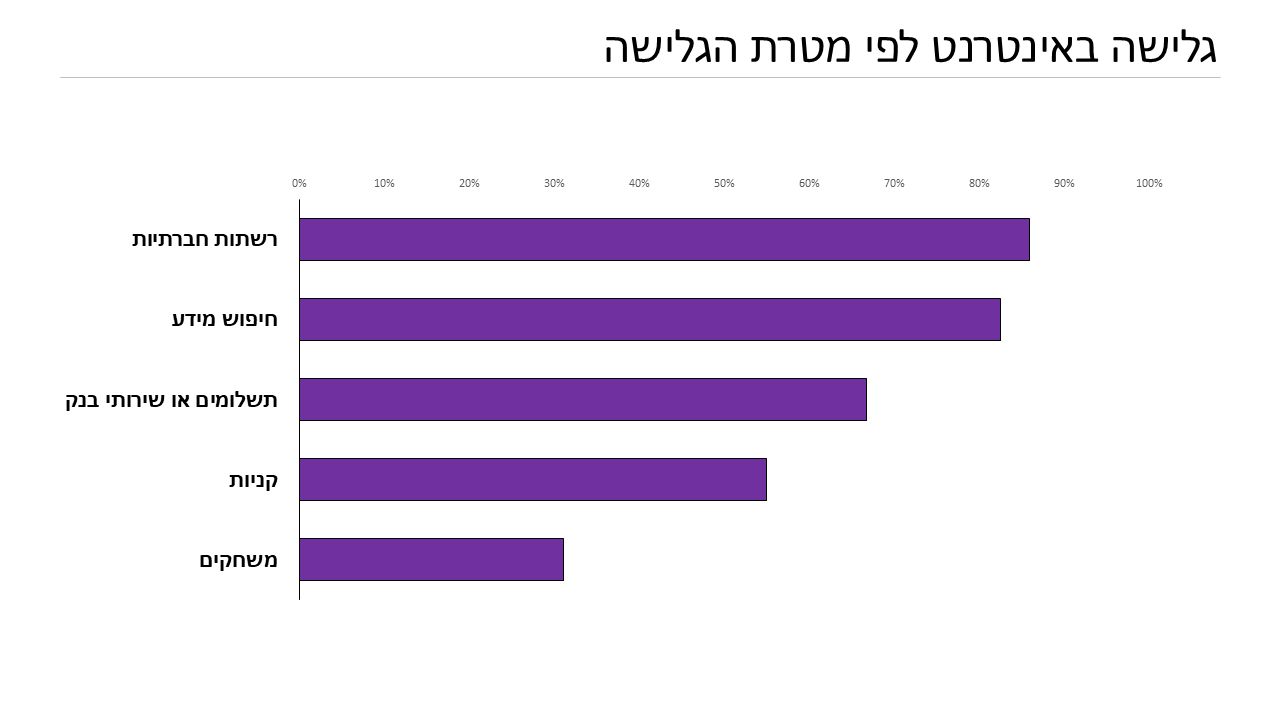 גלישה באינטרנט לפי מטרת הגלישה
0% 10% 20% 30% 40% 50% 60% 70% 80% 90% 100%
רשתות חברתיות
חיפוש מידע
תשלומים או שירותי בנק
קניות
משחקים